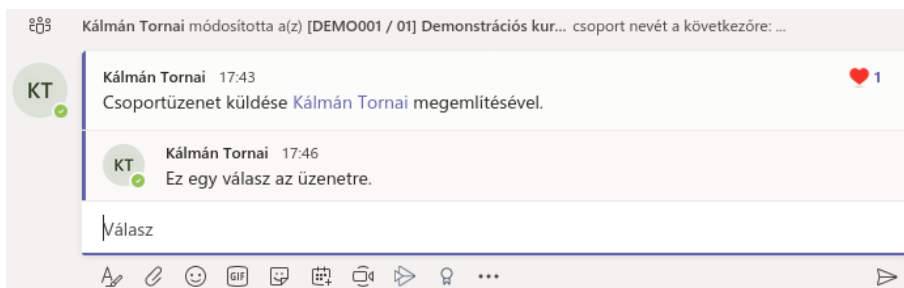 Kálmán Tornai módosította a(z) [DEMO001 / 01] Demonstrációs kur... csoport nevét a következőre: ...
KT
Kálmán Tornai 17:43
1
Csoportüzenet küldése Kálmán Tornai megemlítésével.
KT
Kálmán Tornai 17:46
Ez egy válasz az üzenetre.
Válasz
GIF